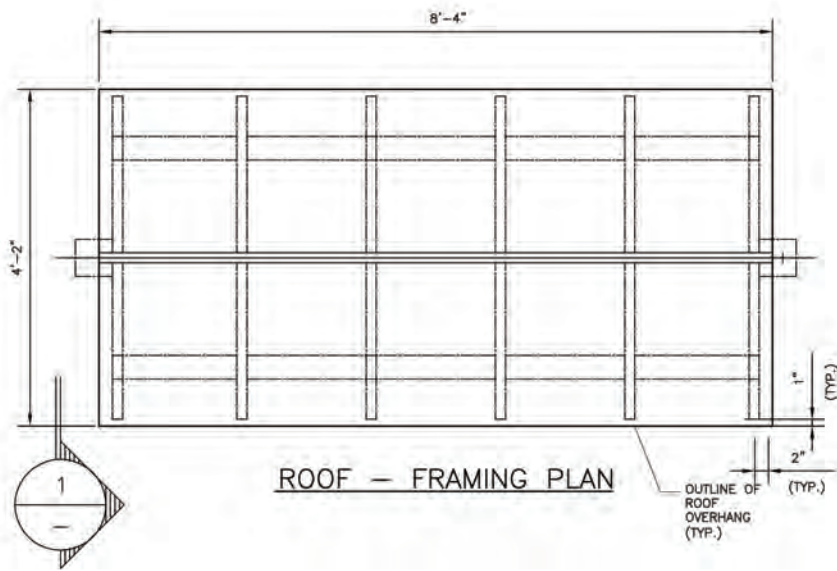 8'-4"
4'-2"
1"
(TYP.)
2"
(TYP.)
ROOF — FRAMING PLAN
OUTLINE OF
ROOF
OVERHANG
(TYP.)
1
—